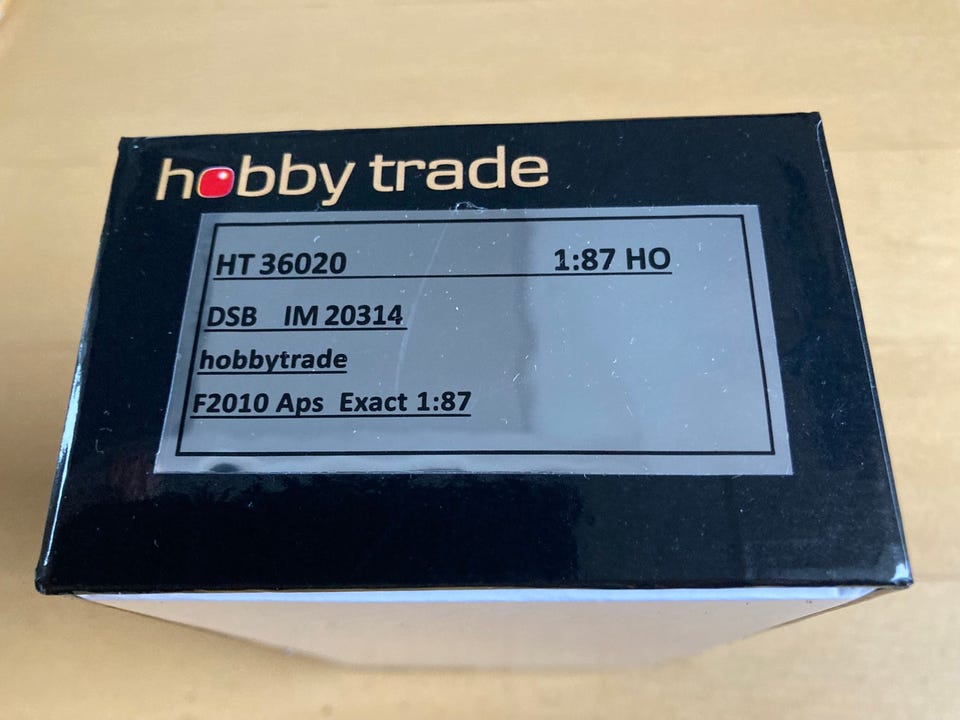 hobby trade
HT 36020 1:87 HO
DSB IM 20314
hobbytrade
F2010 Aps Exact 1:87